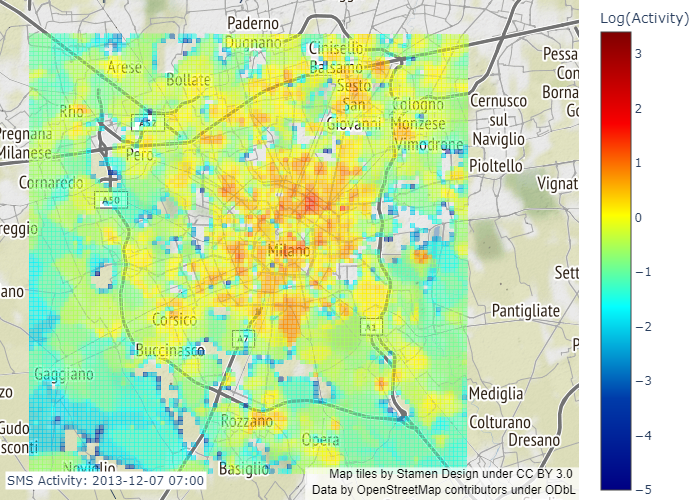 Log(Activity)
3
2
1
0
−1
−2
−3
−4
−5
Paderno
Dugnano
Cinisello
Balsamo
Arese
Bollate
Sesto
San
Giovanni
Cologno
Monzese
Vimodrone
Cernusco
sul
Naviglio
Pioltello
Pessa
Con
Borna
Go
Rho
A52
Pregnana
Milanese
Pero
Cornaredo
A50
Vignat
reggio
Milano
Sett
ano
Corsico
Pantigliate
A7
A1
Buccinasco
P
Gaggiano
zo
Mediglia
Gudo
sconti
Rozzano
Opera
Colturano
Dresano
Noviglio
Basiglio
SMS Activity: 2013-12-07 07:00
Map tiles by Stamen Design under CC BY 3.0
Data by OpenStreetMap contributors under ODbL